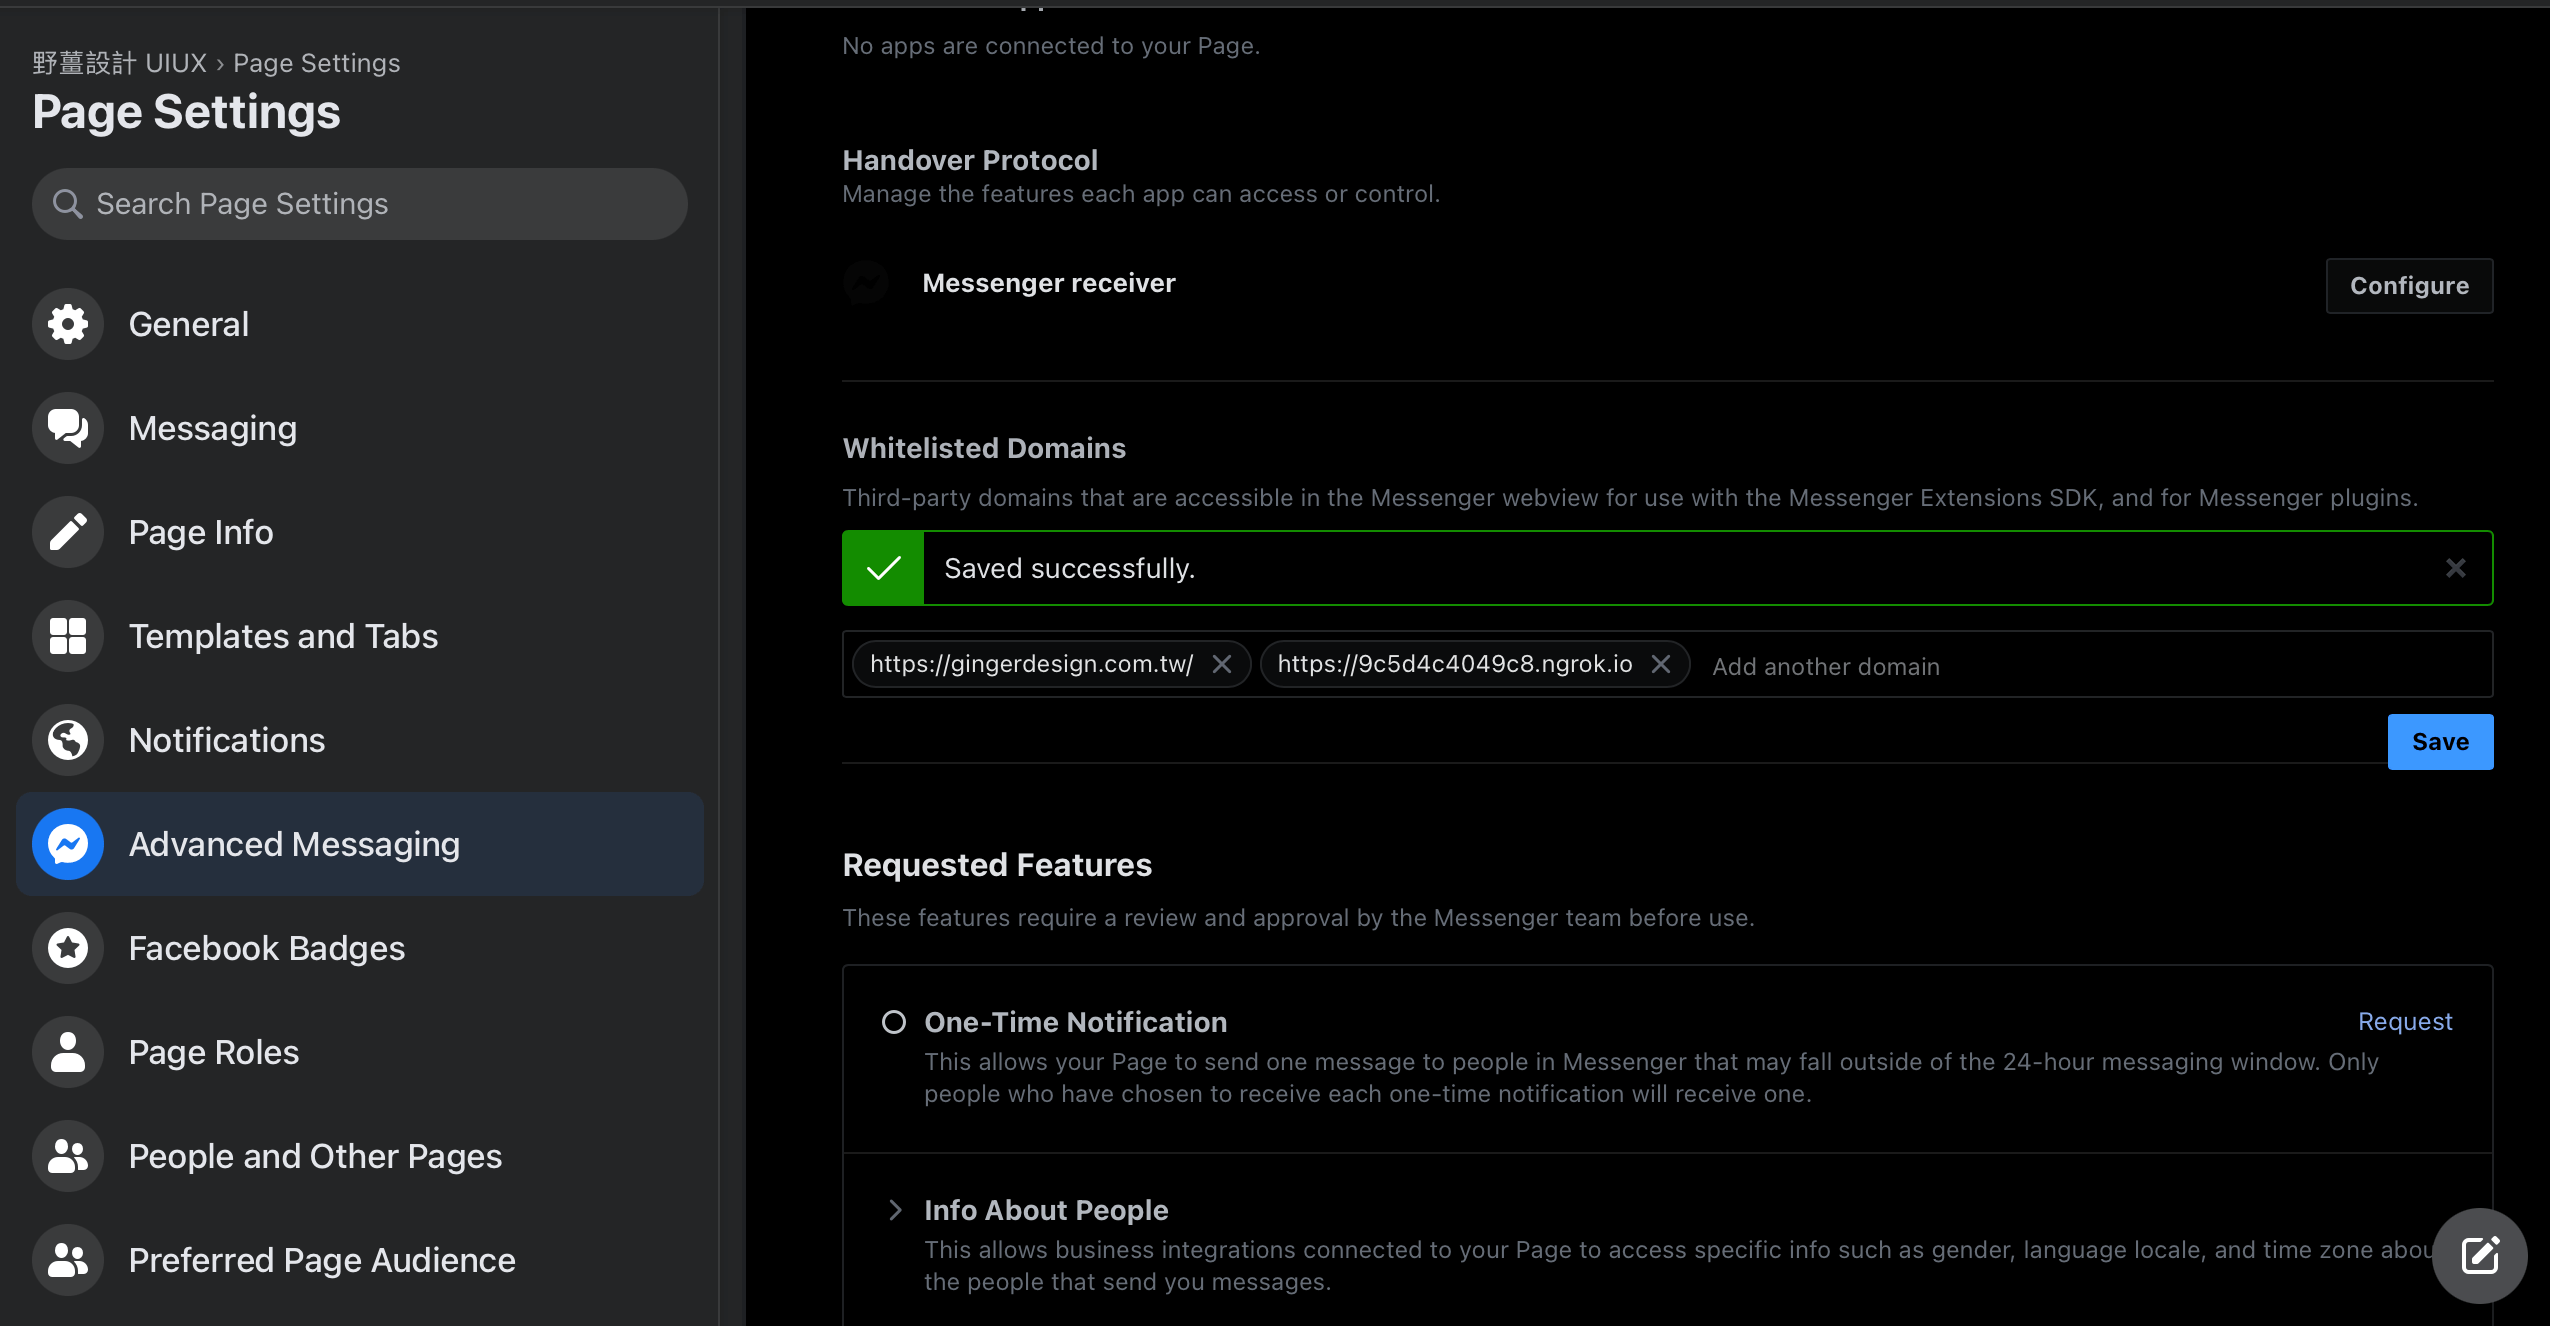 野薑設計 UIUX › Page Settings
Page Settings
Search Page Settings
General
Messaging
Page Info
Templates and Tabs
Notifications
Advanced Messaging
Facebook Badges
Page Roles
People and Other Pages
Preferred Page Audience
No apps are connected to your Page.
Handover Protocol
Manage the features each app can access or control.
Messenger receiver
Configure
Whitelisted Domains
Third-party domains that are accessible in the Messenger webview for use with the Messenger Extensions SDK, and for Messenger plugins.
Saved successfully.
https://gingerdesign.com.tw/ https://9c5d4c4049c8.ngrok.io Add another domain
Save
Requested Features
These features require a review and approval by the Messenger team before use.
One-Time Notification
Request
This allows your Page to send one message to people in Messenger that may fall outside of the 24-hour messaging window. Only
people who have chosen to receive each one-time notification will receive one.
Info About People
This allows business integrations connected to your Page to access specific info such as gender, language locale, and time zone abou
the people that send you messages.